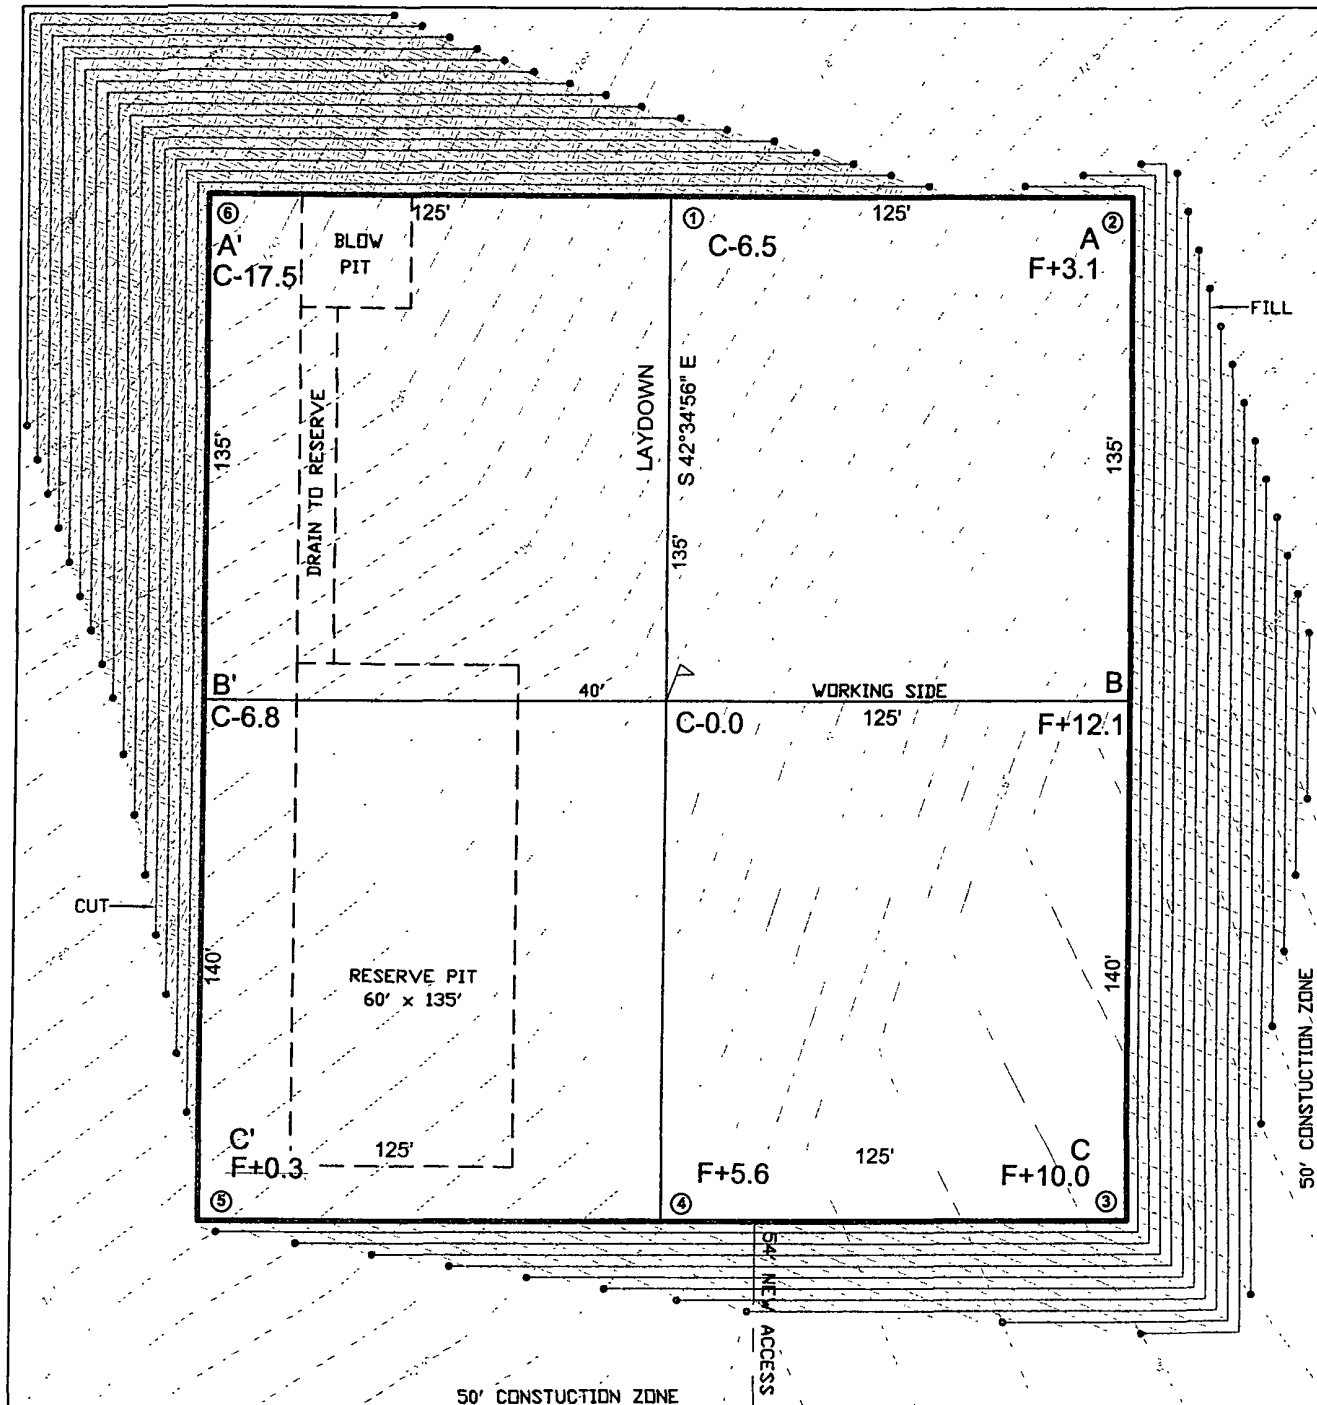 ⑥
125'
①
125'
②
A'
BLOW
PIT
C-6.5
A
C-17.5
F+3.1
FILL
DRAIN TO RESERVE
LAYDOWN
S 42°34'56" E
135'
135'
135'
B'
40'
WORKING SIDE
B
C-6.8
C-0.0
125'
F+12.1
CUT
140'
RESERVE PIT
60' x 135'
140'
50' CONSTUCTION ZONE
C'
125'
125'
C
F+0.3
F+5.6
F+10.0
⑤
④
③
54' NEW ACCESS
50' CONSTUCTION ZONE